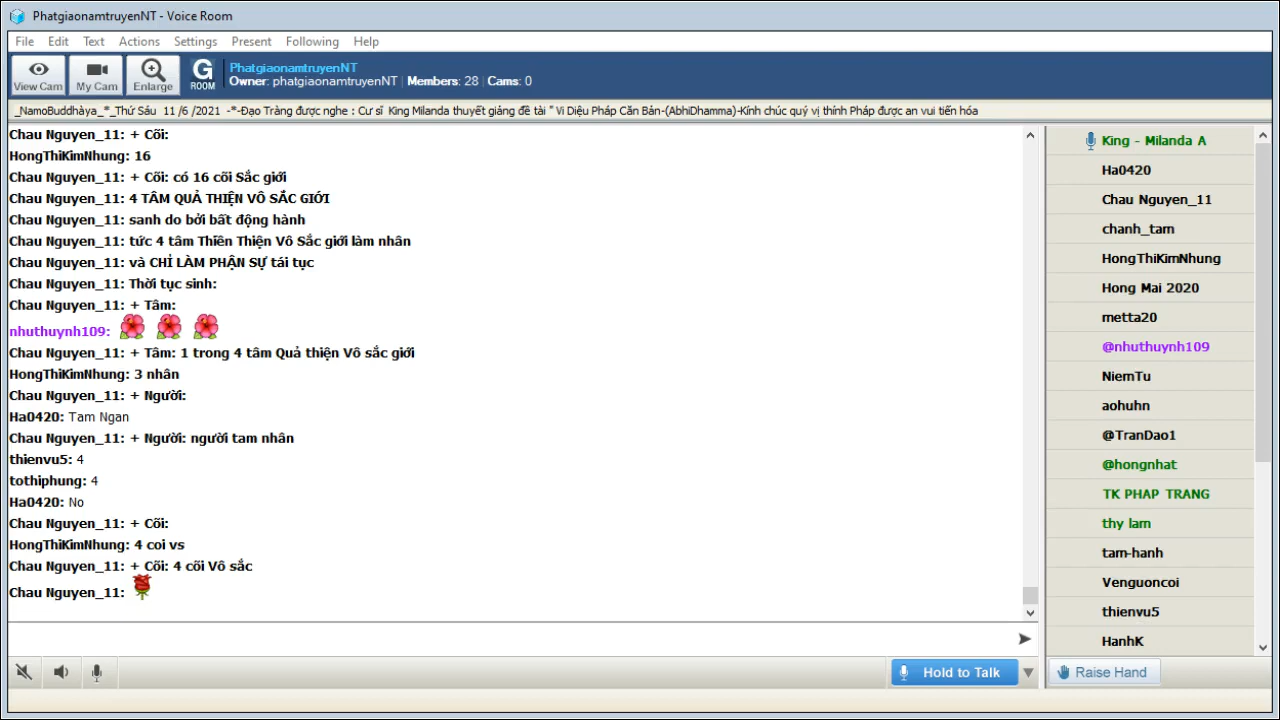 PhatgiaonamtruyenNT - Voice Room
File Edit Text Actions Settings Present Following Help
View Cam
My Cam
Enlarge
G ROOM
PhatgiaonamtruyenNT
Owner: phatgiaonamtruyenNT | Members: 28 | Cams: 0
_NamoBuddhàya_*_Thứ Sáu 11 /6 /2021 -*-Đạo Tràng được nghe : Cư sĩ King Milanda thuyết giảng đề tài " Vi Diệu Pháp Căn Bản-(AbhiDhamma)-Kính chúc quý vị thính Pháp được an vui tiến hóa
Chau Nguyen_11: + Cõi:
HongThiKimNhung: 16
Chau Nguyen_11: + Cõi: có 16 cõi Sắc giới
Chau Nguyen_11: 4 TÂM QUẢ THIỆN VÔ SẮC GIỚI
Chau Nguyen_11: sanh do bởi bất động hành
Chau Nguyen_11: tức 4 tâm Thiền Thiện Vô Sắc giới làm nhân
Chau Nguyen_11: và CHỈ LÀM PHẬN SỰ tái tục
Chau Nguyen_11: Thời tục sinh:
Chau Nguyen_11: + Tâm:
nhuthuynh109:
Chau Nguyen_11: + Tâm: 1 trong 4 tâm Quả thiện Vô sắc giới
HongThiKimNhung: 3 nhân
Chau Nguyen_11: + Người:
Ha0420: Tam Ngan
Chau Nguyen_11: + Người: người tam nhân
thienvu5: 4
tothiphung: 4
Ha0420: No
Chau Nguyen_11: + Cõi:
HongThiKimNhung: 4 coi vs
Chau Nguyen_11: + Cõi: 4 cõi Vô sắc
Chau Nguyen_11:
King - Milanda A
Ha0420
Chau Nguyen_11
chanh_tam
HongThiKimNhung
Hong Mai 2020
metta20
@nhuthuynh109
NiemTu
aohuhn
@TranDao1
@hongnhat
TK PHAP TRANG
thy lam
tam-hanh
Venguoncoi
thienvu5
HanhK
Hold to Talk
Raise Hand